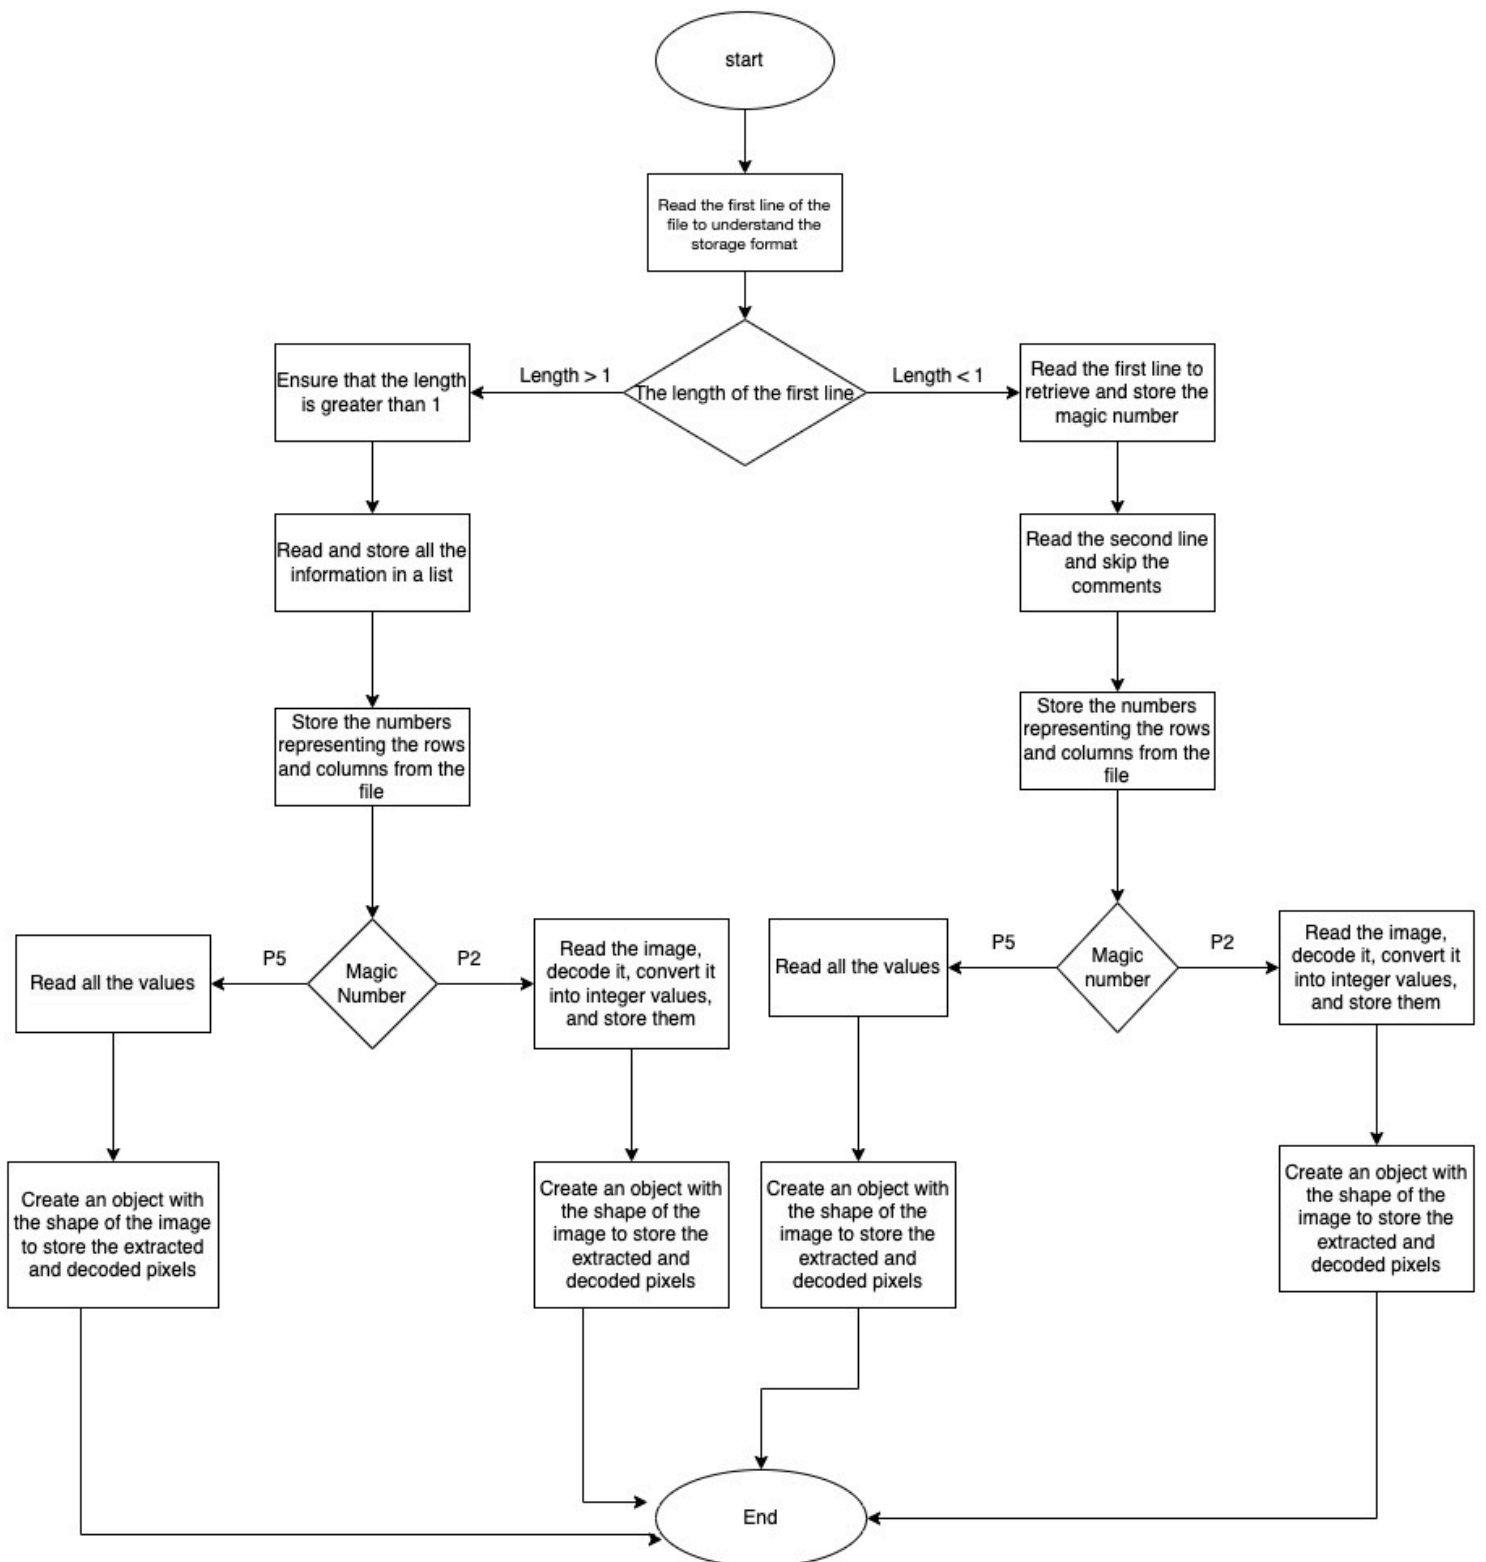 start
Read the first line of the
file to understand the
storage format
Ensure that the length
is greater than 1
Length > 1
The length of the first line
Length < 1
Read the first line to
retrieve and store the
magic number
Read and store all the
information in a list
Read the second line
and skip the
comments
Store the numbers
representing the rows
and columns from the
file
Store the numbers
representing the rows
and columns from the
file
Read all the values
P5
Magic
Number
P2
Read the image,
decode it, convert it
into integer values,
and store them
Read all the values
P5
Magic
number
P2
Read the image,
decode it, convert it
into integer values,
and store them
Create an object with
the shape of the image
to store the extracted
and decoded pixels
Create an object with
the shape of the
image to store the
extracted and
decoded pixels
Create an object with
the shape of the
image to store the
extracted and
decoded pixels
Create an object with
the shape of the
image to store the
extracted and
decoded pixels
End